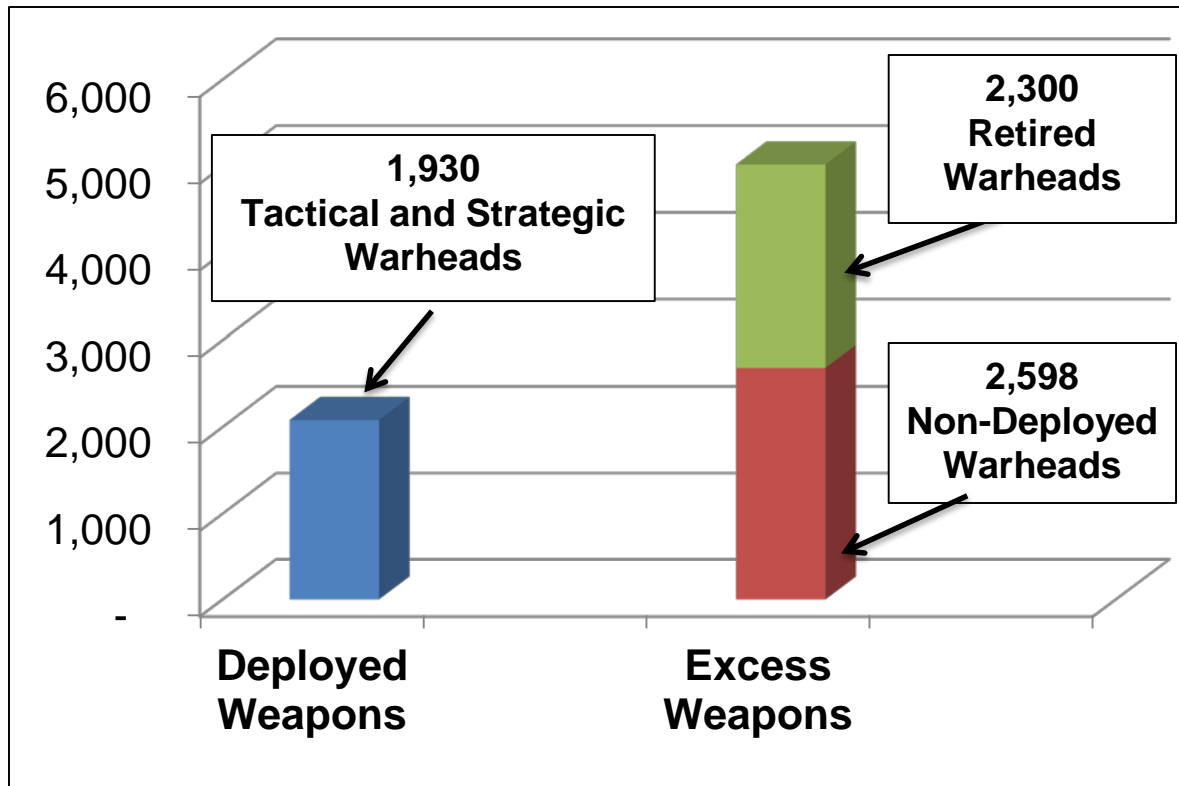 6,000
5,000
4,000
3,000
2,000
1,000
-
1,930
Tactical and Strategic
Warheads
2,300
Retired
Warheads
2,598
Non-Deployed
Warheads
Deployed
Weapons
Excess
Weapons